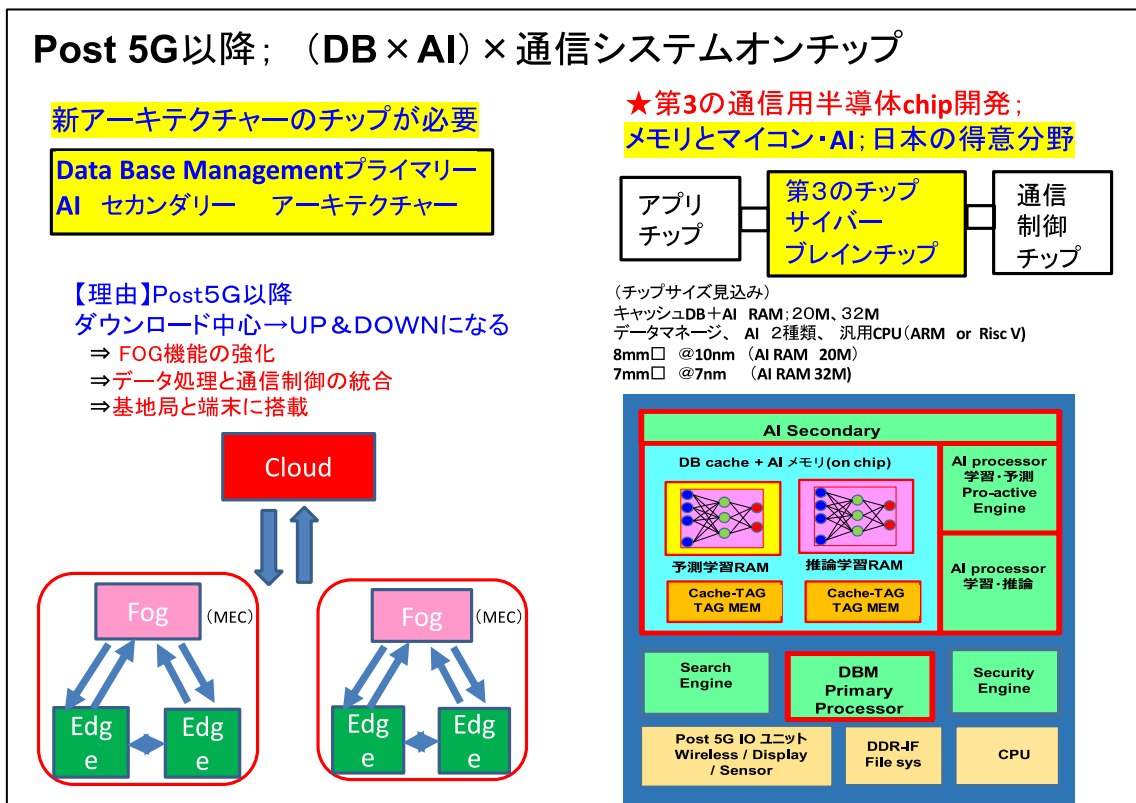 Post 5G以降; (DB×AI)×通信システムオンチップ
新アーキテクチャーのチップが必要
Data Base Managementプライマリー
AI セカンダリー アーキテクチャー
【理由】Post5G以降
ダウンロード中心→UP&DOWNになる
⇒ FOG機能の強化
⇒データ処理と通信制御の統合
⇒基地局と端末に搭載
Cloud
Fog
(MEC)
Edg
e
Edg
e
Fog
(MEC)
Edg
e
Edg
e
★第3の通信用半導体chip開発;
メモリとマイコン・AI;日本の得意分野
アプリ
チップ
第3のチップ
サイバー
ブレインチップ
通信
制御
チップ
(チップサイズ見込み)
キャッシュDB+AI RAM;20M、32M
データマネージ、 AI 2種類、 汎用CPU(ARM or Risc V)
8mm□ @10nm (AI RAM 20M)
7mm□ @7nm (AI RAM 32M)
AI Secondary
DB cache + AI メモリ(on chip)
予測学習RAM
推論学習RAM
Cache-TAG
TAG MEM
Cache-TAG
TAG MEM
AI processor
学習・予測
Pro-active
Engine
AI processor
学習・推論
Search
Engine
DBM
Primary
Processor
Security
Engine
Post 5G IO ユニット
Wireless / Display
/ Sensor
DDR-IF
File sys
CPU